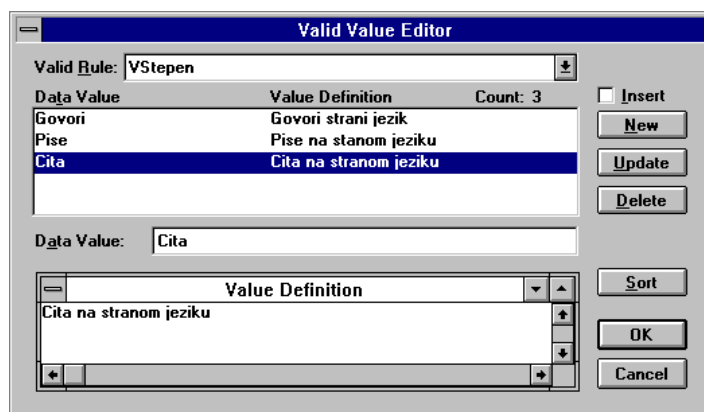 Valid Value Editor
Valid Rule: VStepen
Data Value Value Definition Count: 3
Insert
Govori Govori strani jezik
New
Pise Pise na stanom jeziku
Cita Cita na stranom jeziku
Update
Delete
Data Value: Cita
Sort
Value Definition
Cita na stranom jeziku
OK
Cancel